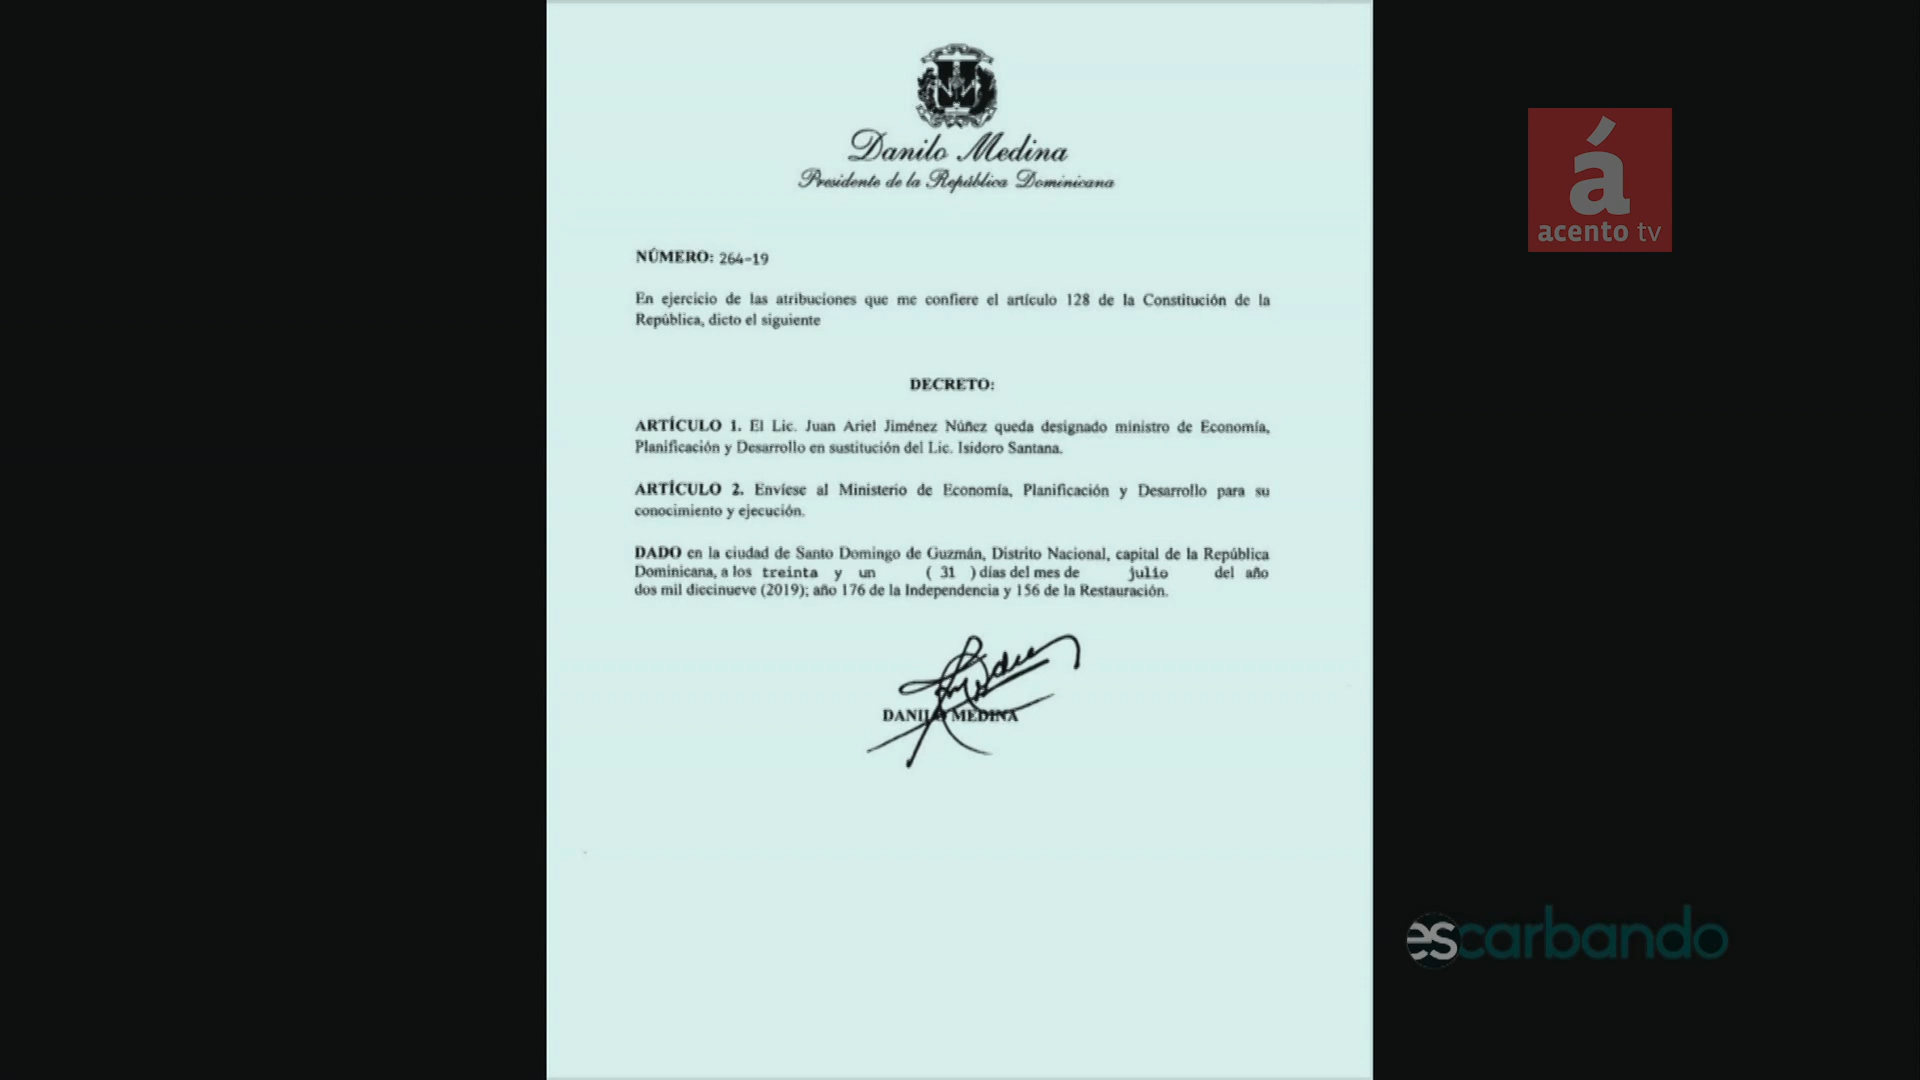 Danilo Medina
Presidente de la República Dominicana
NÚMERO: 264-19
En ejercicio de las atribuciones que me confiere el artículo 128 de la Constitución de la
República, dicto el siguiente
DECRETO:
ARTÍCULO 1. El Lic. Juan Ariel Jiménez Núñez queda designado ministro de Economía,
Planificación y Desarrollo en sustitución del Lic. Isidoro Santana.
ARTÍCULO 2. Envíese al Ministerio de Economía, Planificación y Desarrollo para su
conocimiento y ejecución.
DADO en la ciudad de Santo Domingo de Guzmán, Distrito Nacional, capital de la República
Dominicana, a los treinta y un ( 31 ) días del mes de julio del año
dos mil diecinueve (2019); año 176 de la Independencia y 156 de la Restauración.
DANILO MEDINA
á
acento tv
escarbando